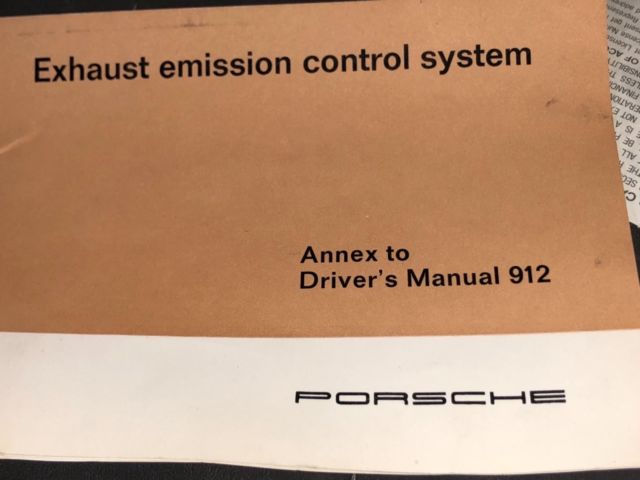 Exhaust emission control system
Annex to
Driver's Manual 912
PORSCHE